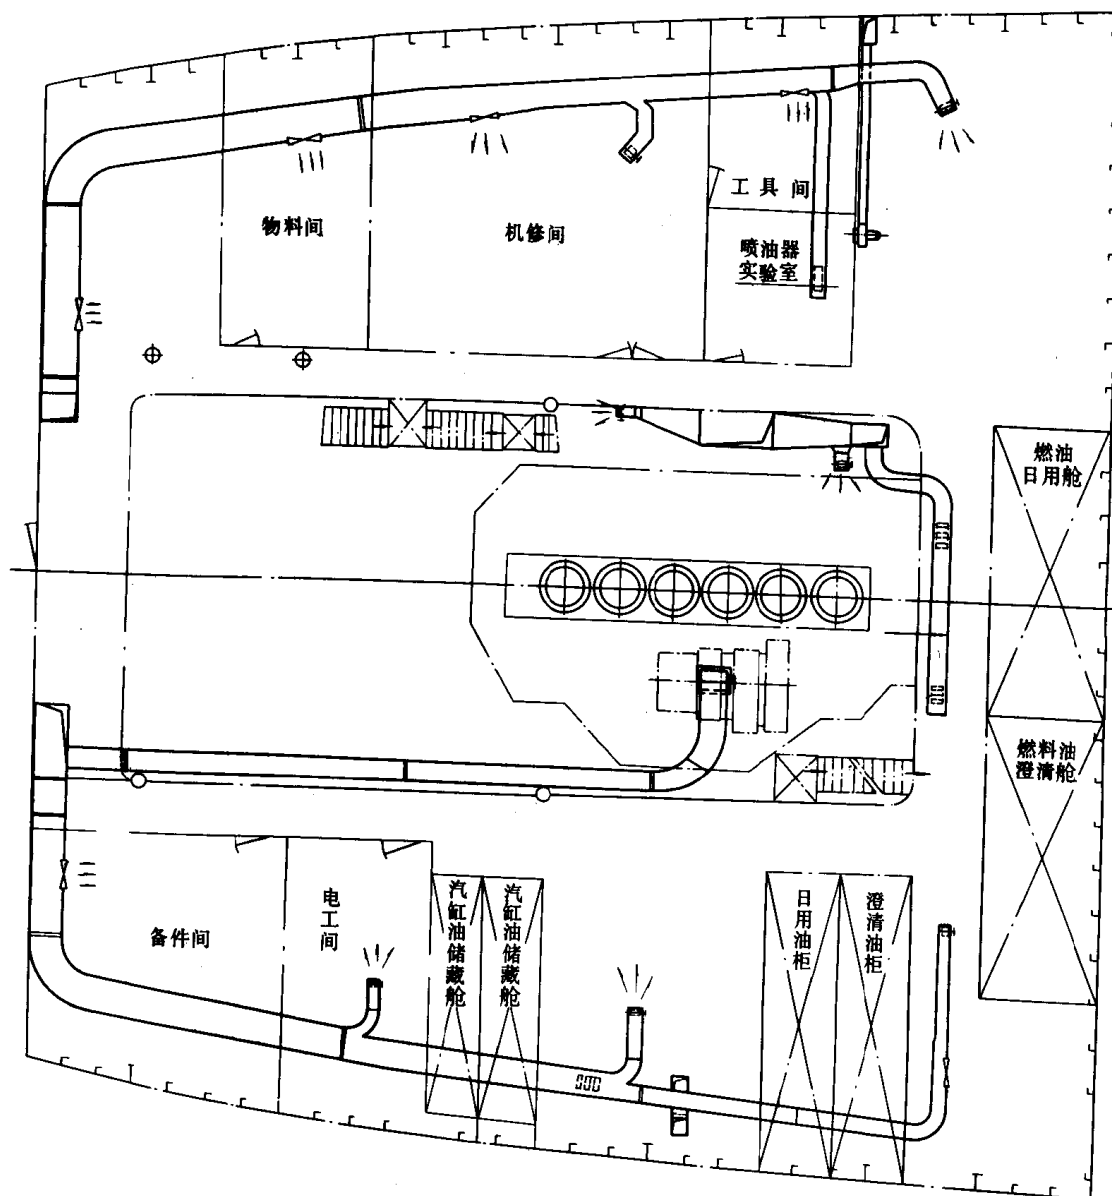 工具间
物料间
机修间
喷油器
实验室
燃油
日用舱
燃料油
澄清舱
备件间
电工间
汽缸油储藏舱
汽缸油储藏舱
日用油柜
澄清油柜